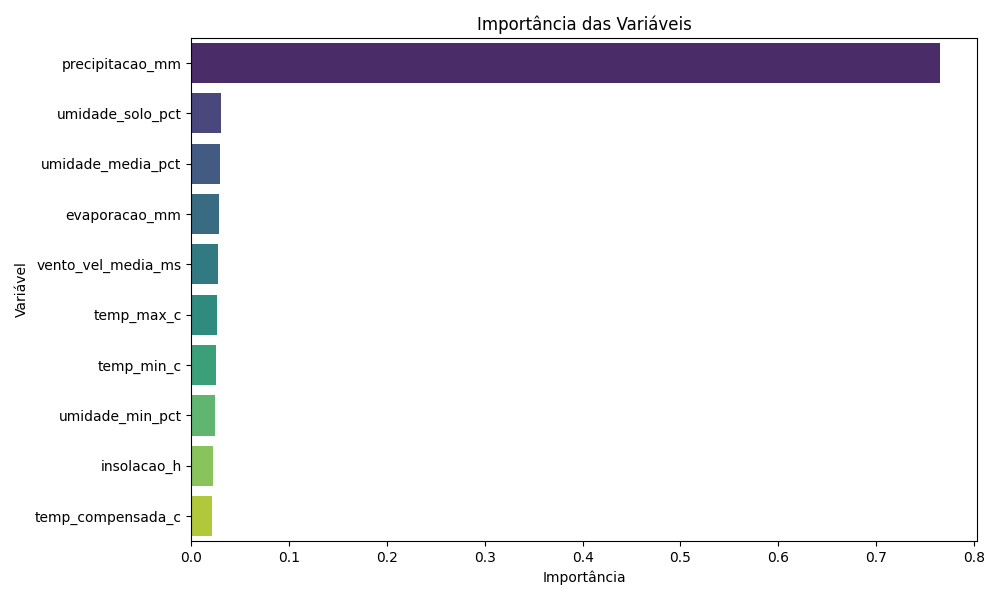 Importância das Variáveis
Variável
precipitacao_mm
umidade_solo_pct
umidade_media_pct
evaporacao_mm
vento_vel_media_ms
temp_max_c
temp_min_c
umidade_min_pct
insolacao_h
temp_compensada_c
0.0 0.1 0.2 0.3 0.4 0.5 0.6 0.7 0.8
Importância